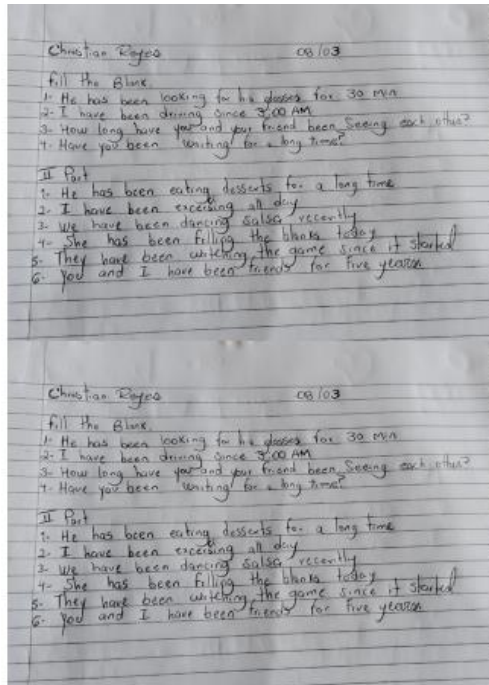 Christian Reyes 08/03
Fill the Blank.
1- He has been looking for his glasses for 30 min
2- I have been driving since 3:00 AM
3- How long have you and your friend been Seeing each other?
4- Have you been waiting for a long time?
II Part
1- He has been eating desserts for a long time
2- I have been all day
3- We have been dancing salsa recently
4- She has been filling the blanks today
5- They have been watching the game since it started
6- You and I have been friends for five years
Christian Reyes 08/03
Fill the Blank.
1- He has been looking for his glasses for 30 min
2- I have been driving since 3:00 AM
3- How long have you and your friend been Seeing each other?
4- Have you been waiting for a long time?
II Part
1- He has been eating desserts for a long time
2- I have been all day
3- We have been dancing salsa recently
4- She has been filling the blanks today
5- They have been watching the game since it started
6- You and I have been friends for five years